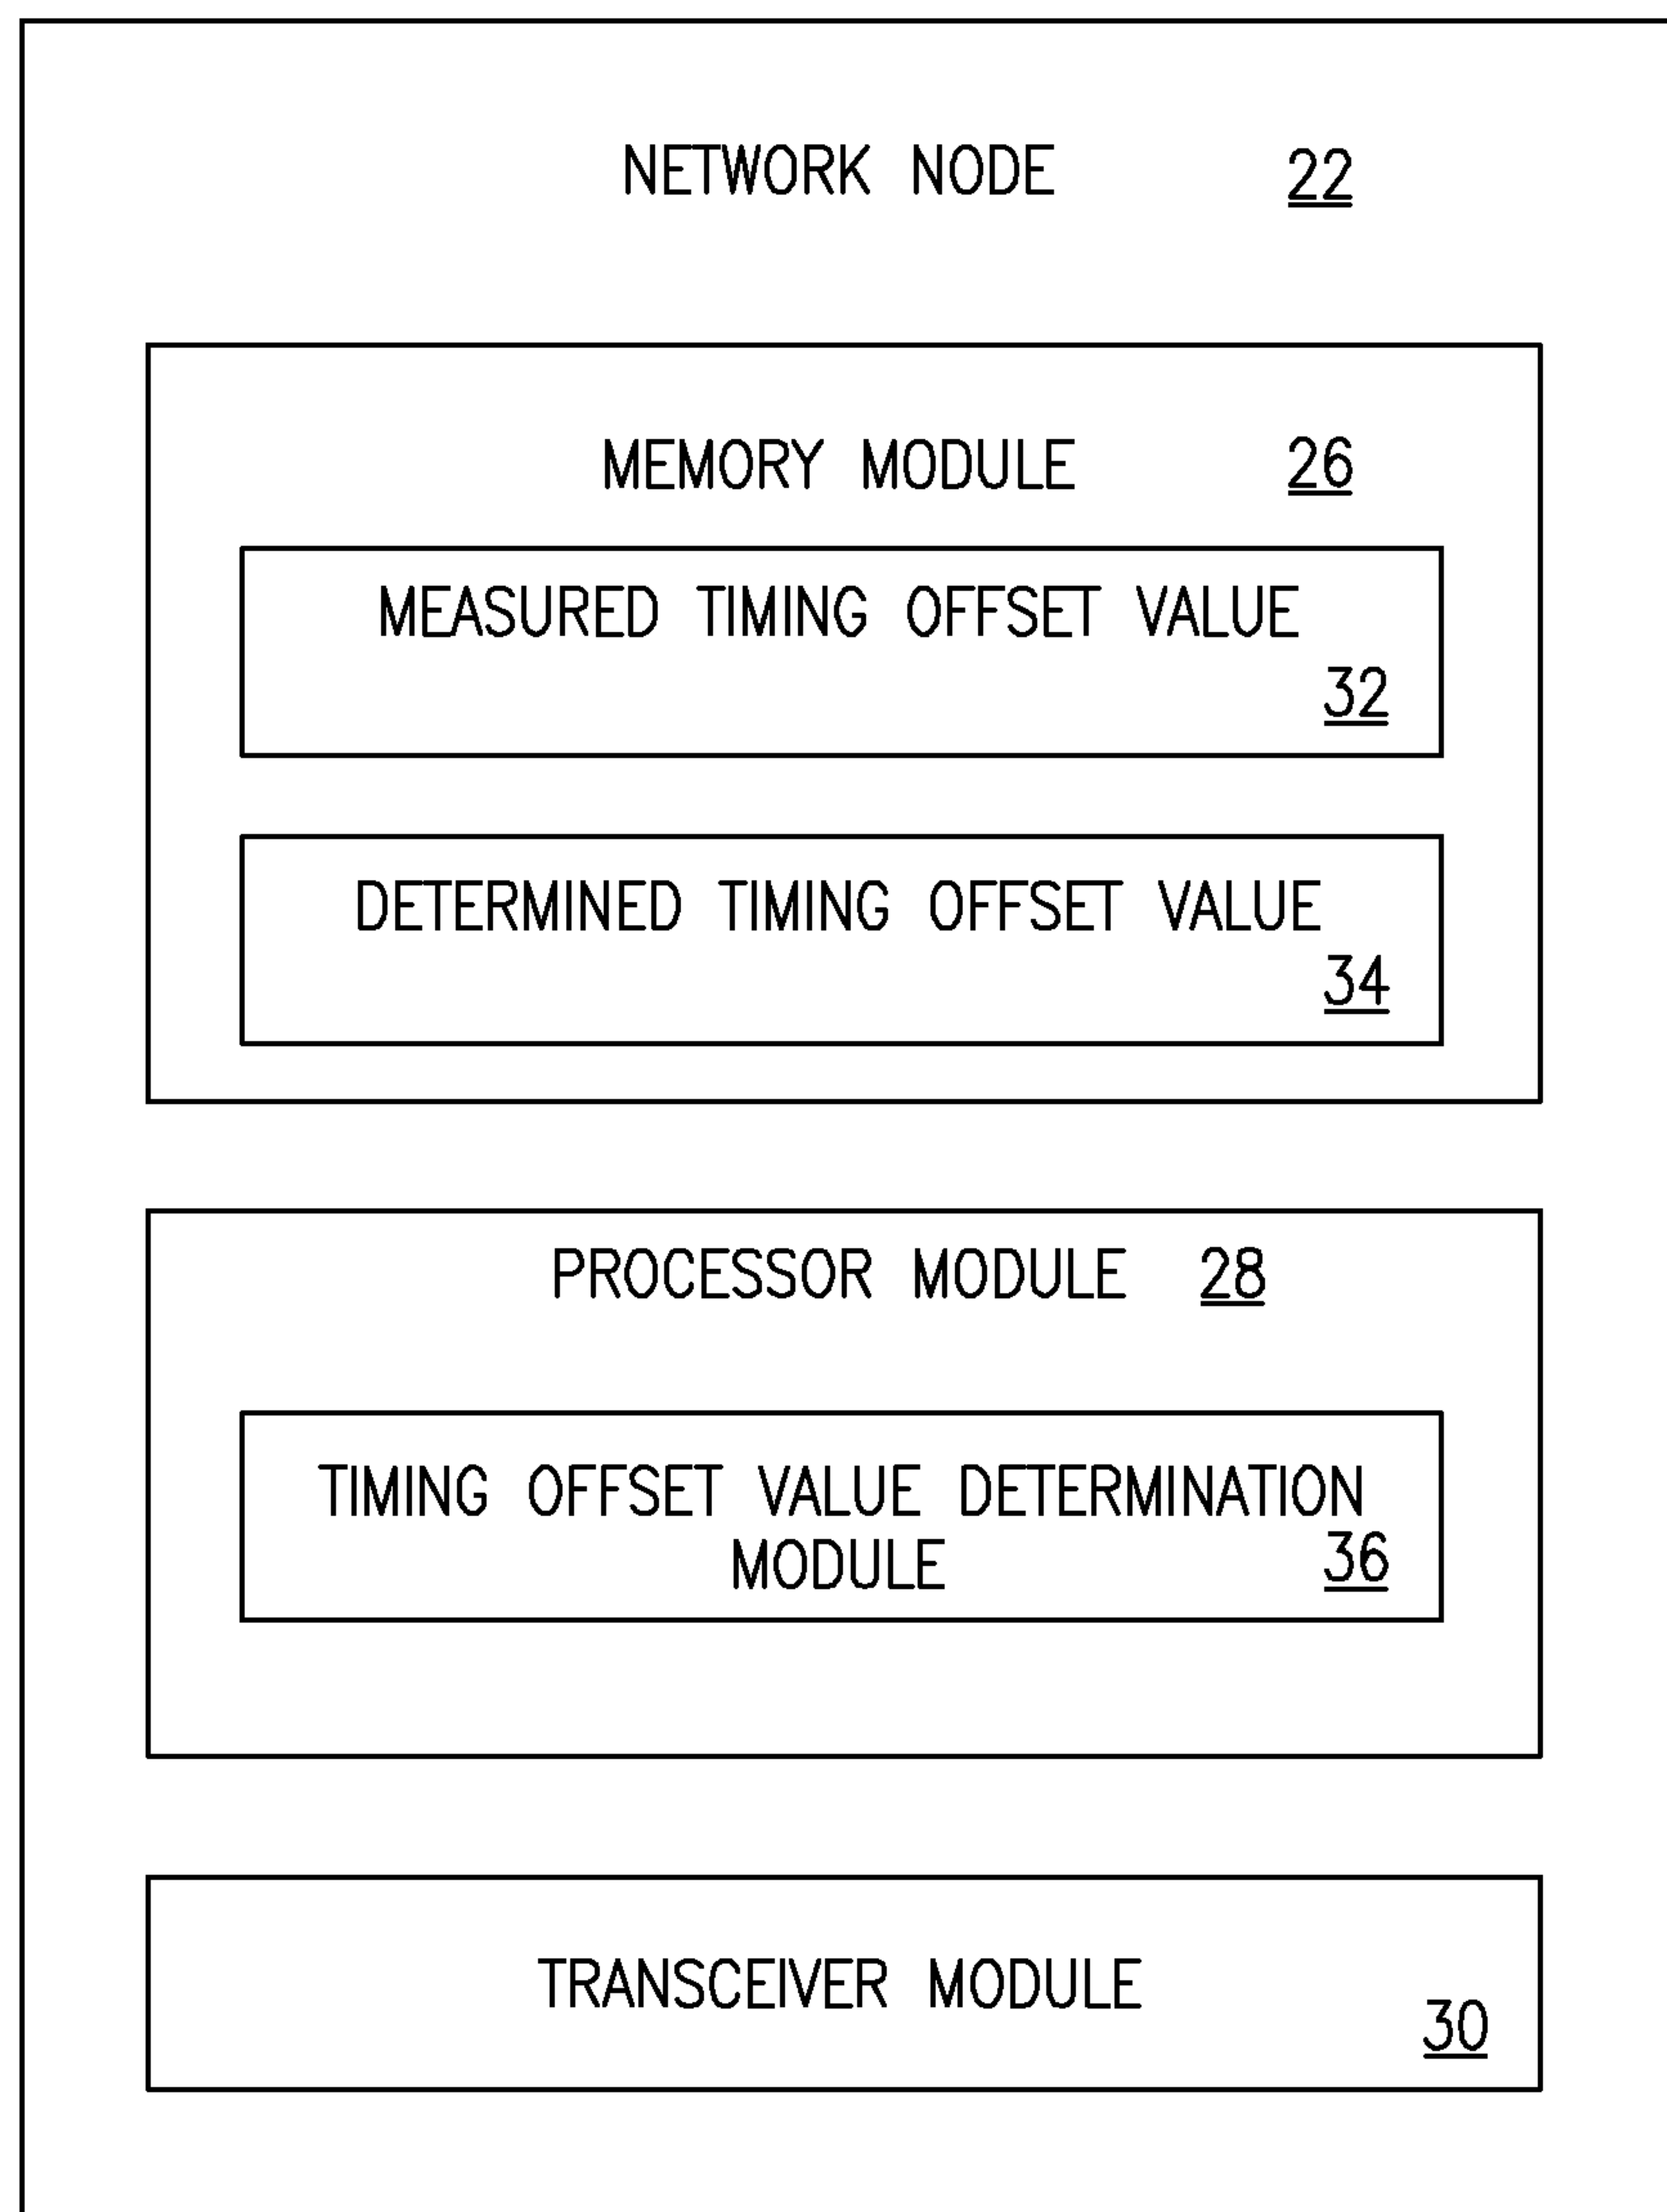 NETWORK NODE 22
MEMORY MODULE 26
MEASURED TIMING OFFSET VALUE
32
DETERMINED TIMING OFFSET VALUE
34
PROCESSOR MODULE 28
TIMING OFFSET VALUE DETERMINATION
MODULE 36
TRANSCEIVER MODULE
30